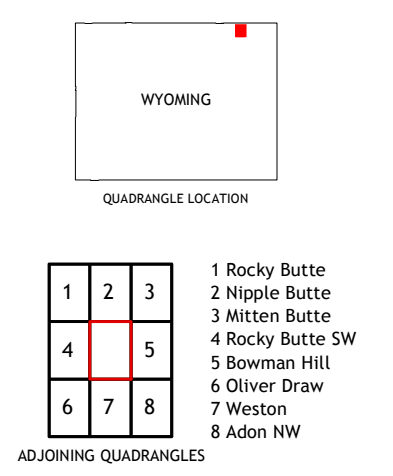 WYOMING
QUADRANGLE LOCATION
1 2 3
4 5
6 7 8
ADJOINING QUADRANGLES
1 Rocky Butte
2 Nipple Butte
3 Mitten Butte
4 Rocky Butte SW
5 Bowman Hill
6 Oliver Draw
7 Weston
8 Adon NW